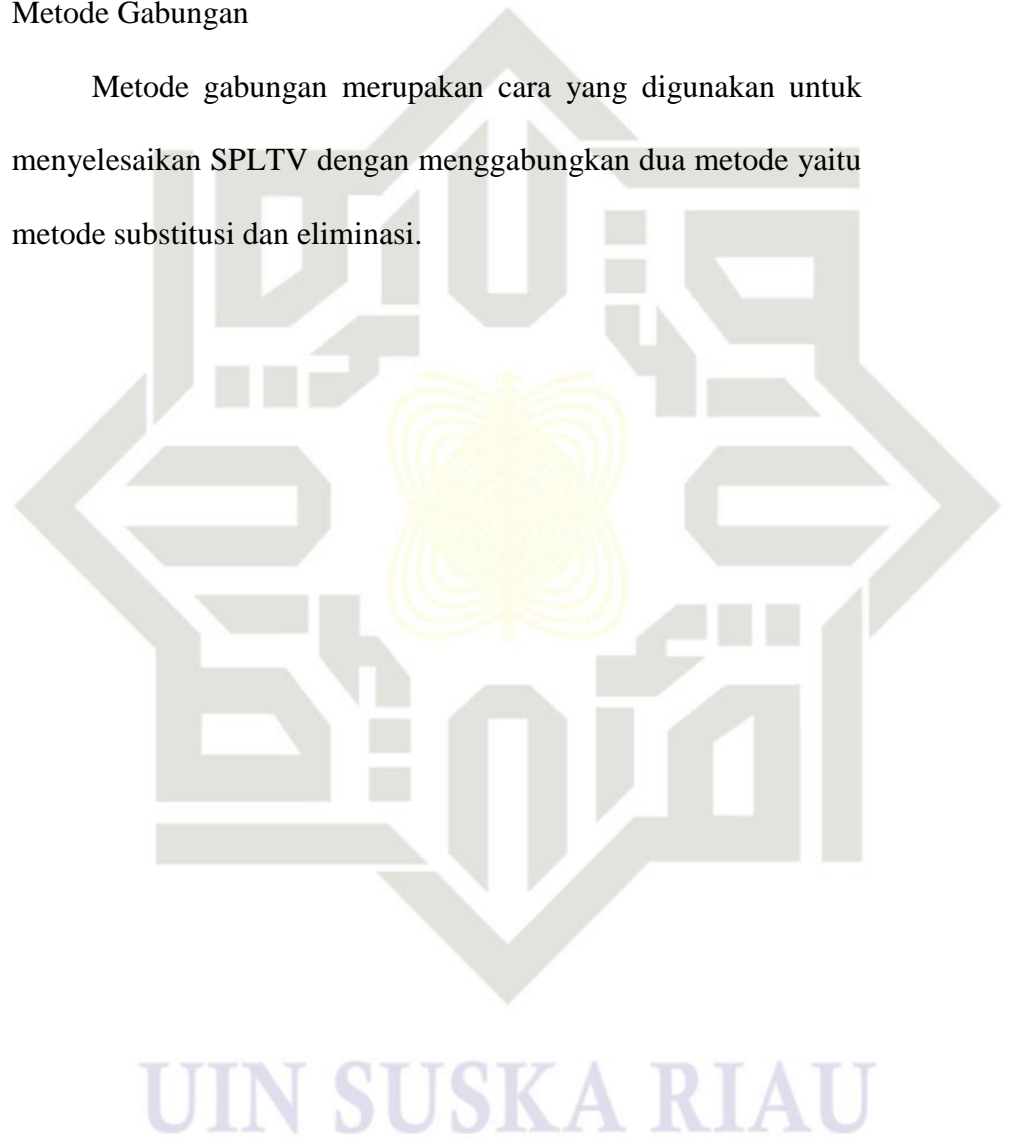 Metode Gabungan
Metode gabungan merupakan cara yang digunakan untuk
menyelesaikan SPLTV dengan menggabungkan dua metode yaitu
metode substitusi dan eliminasi.
UIN SUSKA RIAU